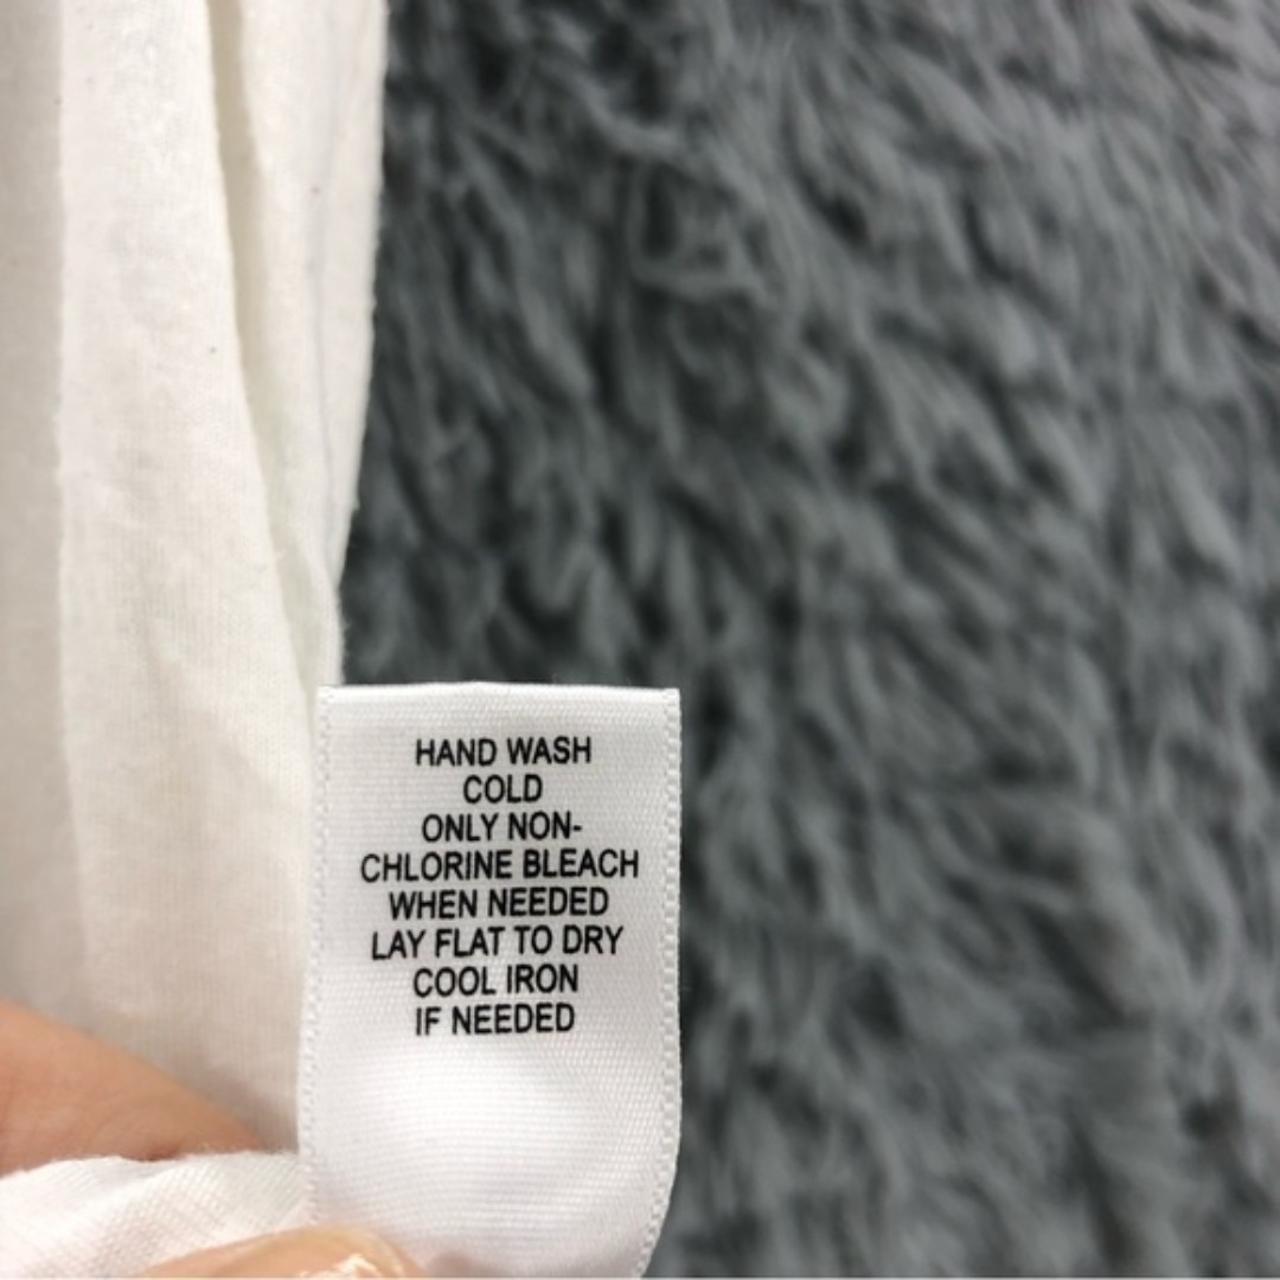 HAND WASH
COLD
ONLY NON-
CHLORINE BLEACH
WHEN NEEDED
LAY FLAT TO DRY
COOL IRON
IF NEEDED